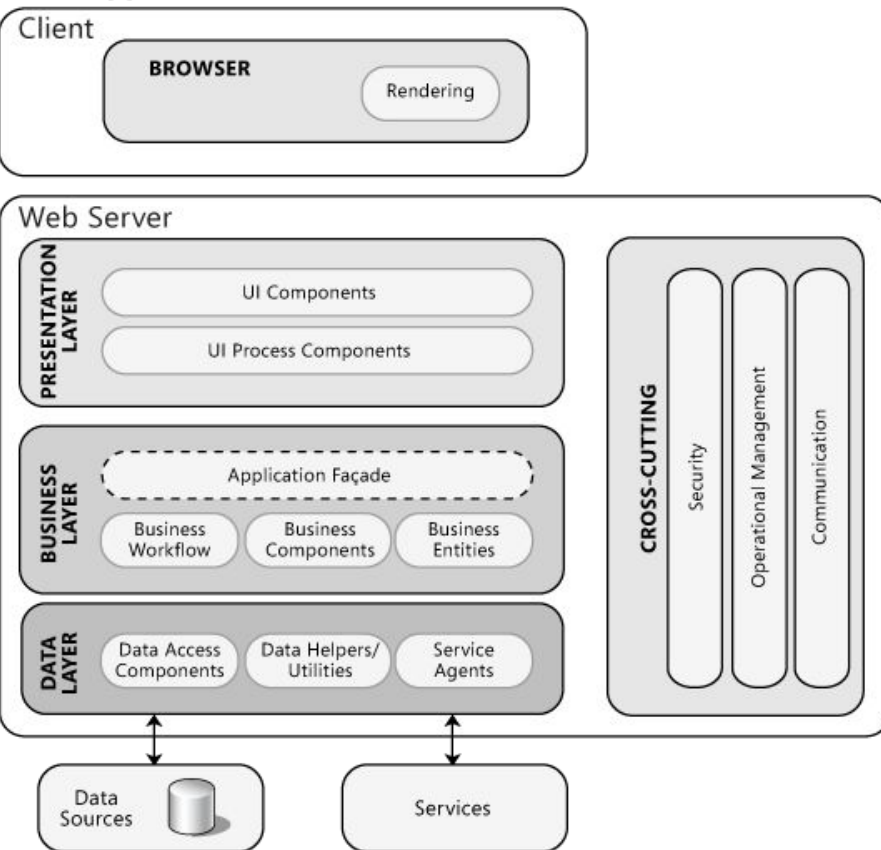 Client
BROWSER
Rendering
Web Server
PRESENTATION
LAYER
UI Components
UI Process Components
BUSINESS
LAYER
Application Façade
Business
Workflow
Business
Components
Business
Entities
DATA
LAYER
Data Access
Components
Data Helpers/
Utilities
Service
Agents
CROSS-CUTTING
Security
Operational Management
Communication
Data
Sources
Services